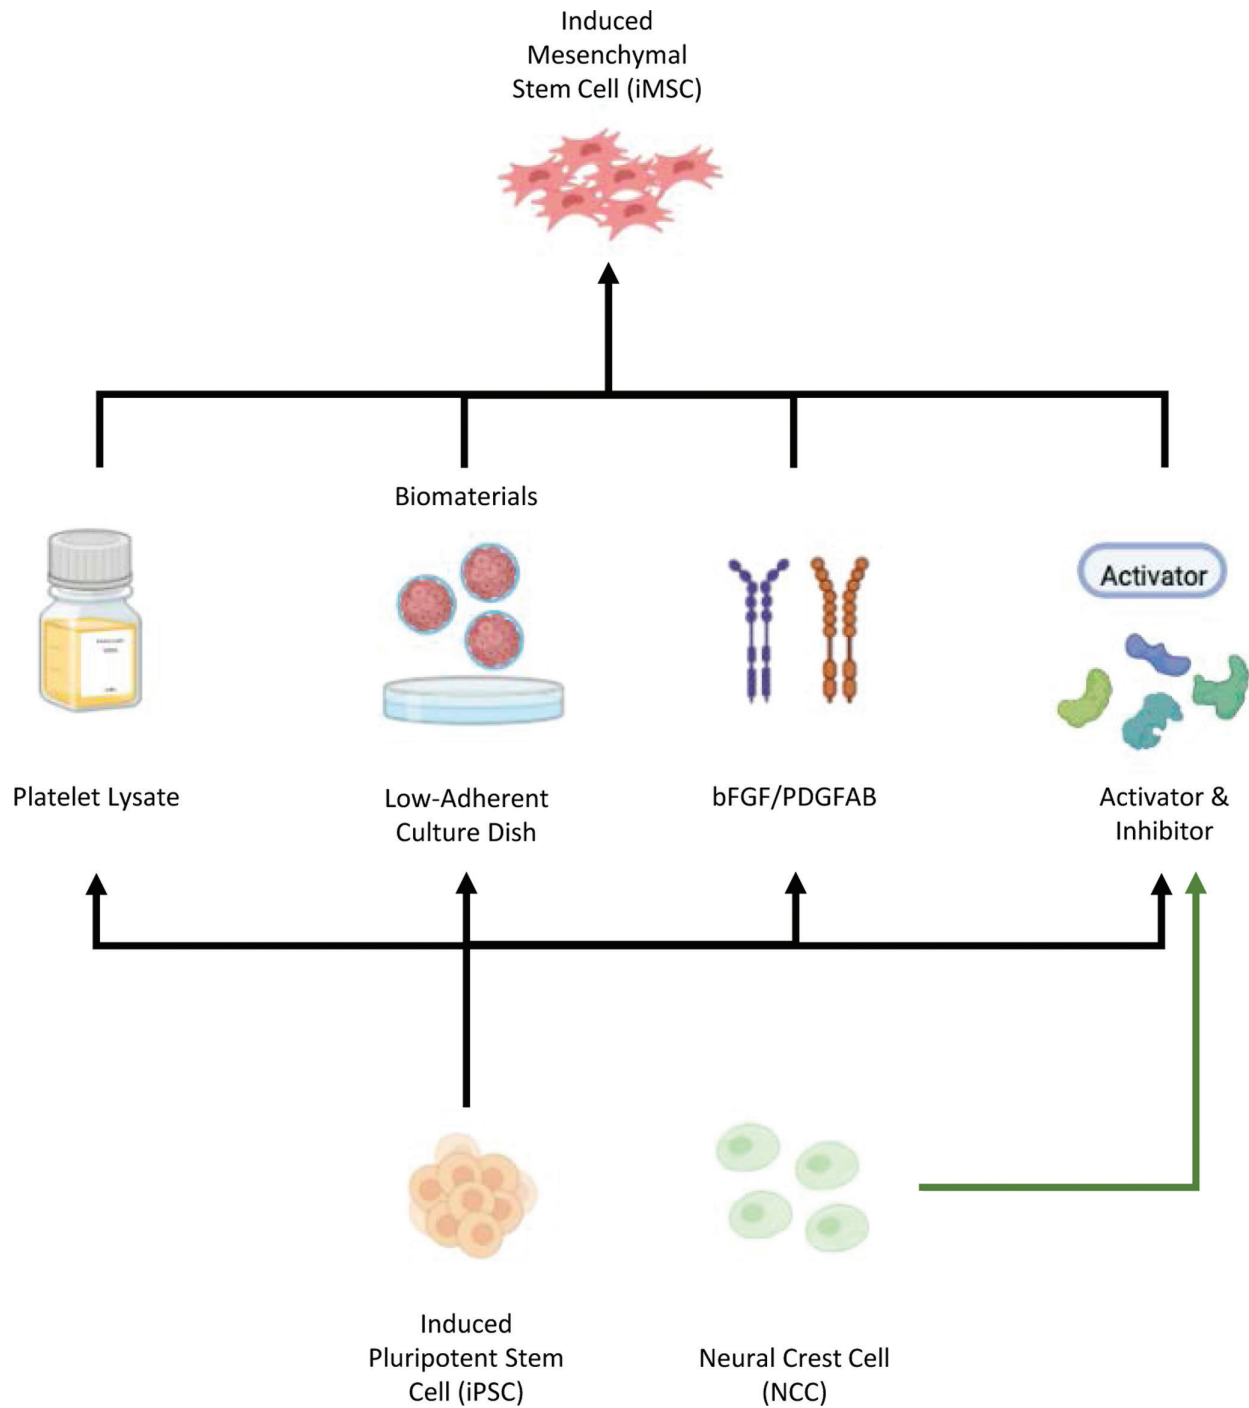 Induced
Mesenchymal
Stem Cell (iMSC)
Biomaterials
Activator
Platelet Lysate
Low-Adherent
Culture Dish
bFGF/PDGFAB
Activator &
Inhibitor
Induced
Pluripotent Stem
Cell (iPSC)
Neural Crest Cell
(NCC)